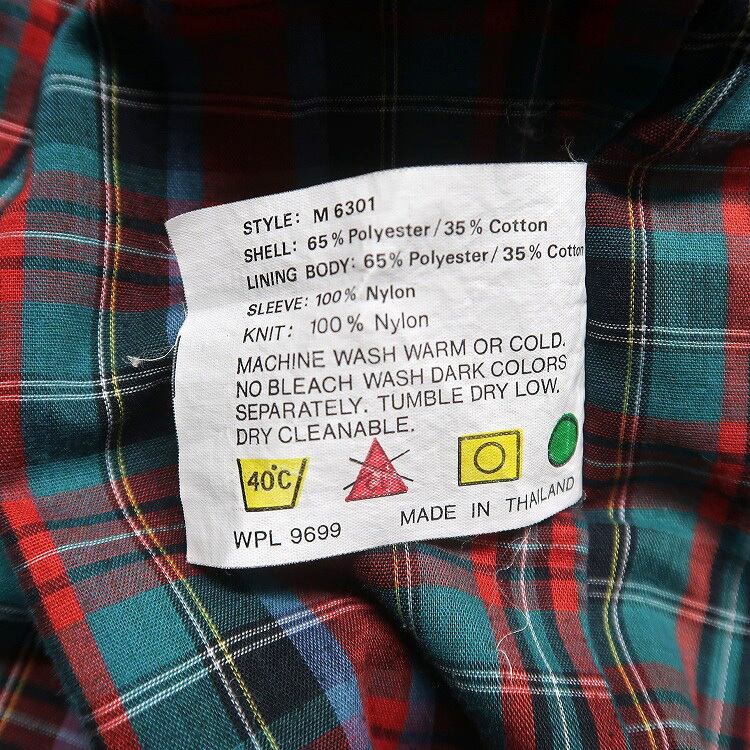 STYLE: M 6301
SHELL: 65% Polyester/35% Cotton
LINING BODY: 65% Polyester/35% Cotton
SLEEVE: 100% Nylon
KNIT: 100% Nylon
MACHINE WASH WARM OR COLD.
NO BLEACH WASH DARK COLORS
SEPARATELY. TUMBLE DRY LOW.
DRY CLEANABLE.
40°C
WPL 9699 MADE IN THAILAND